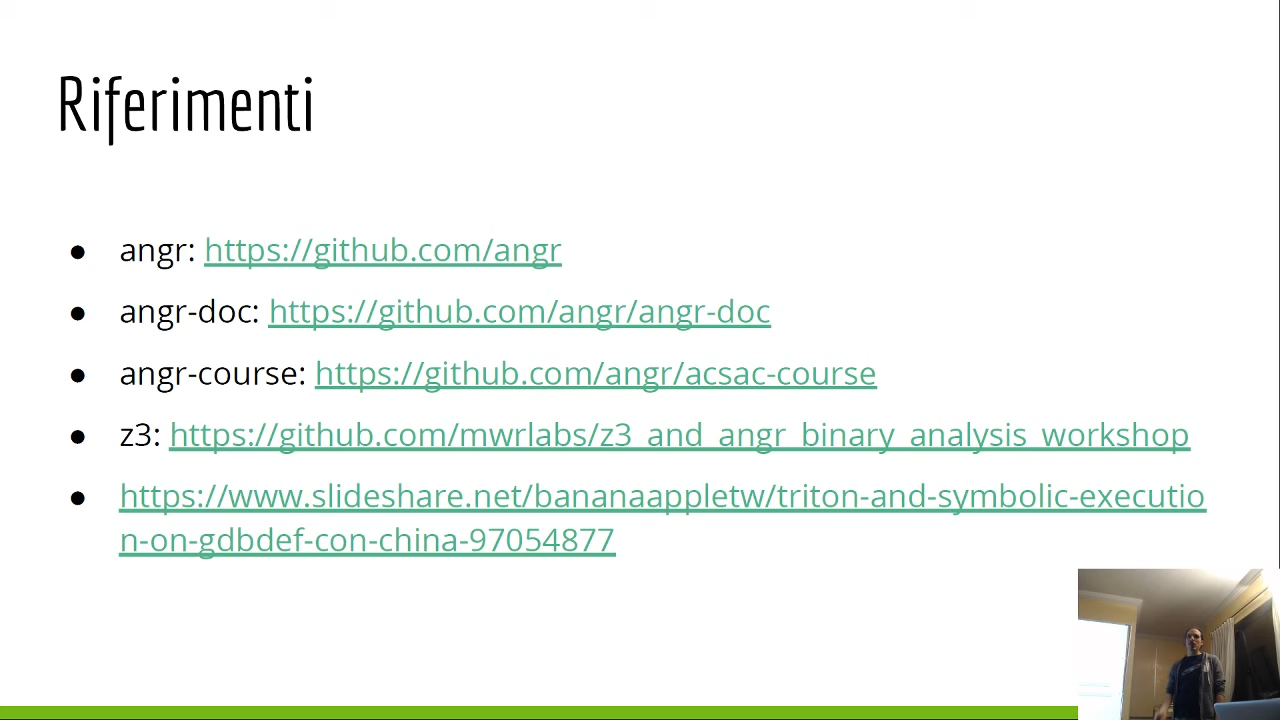 Riferimenti
● angr: https://github.com/angr
● angr-doc: https://github.com/angr/angr-doc
● angr-course: https://github.com/angr/acsac-course
● z3: https://github.com/mwrlabs/z3_and_angr_binary_analysis_workshop
● https://www.slideshare.net/bananaappletw/triton-and-symbolic-executio
n-on-gdbdef-con-china-97054877